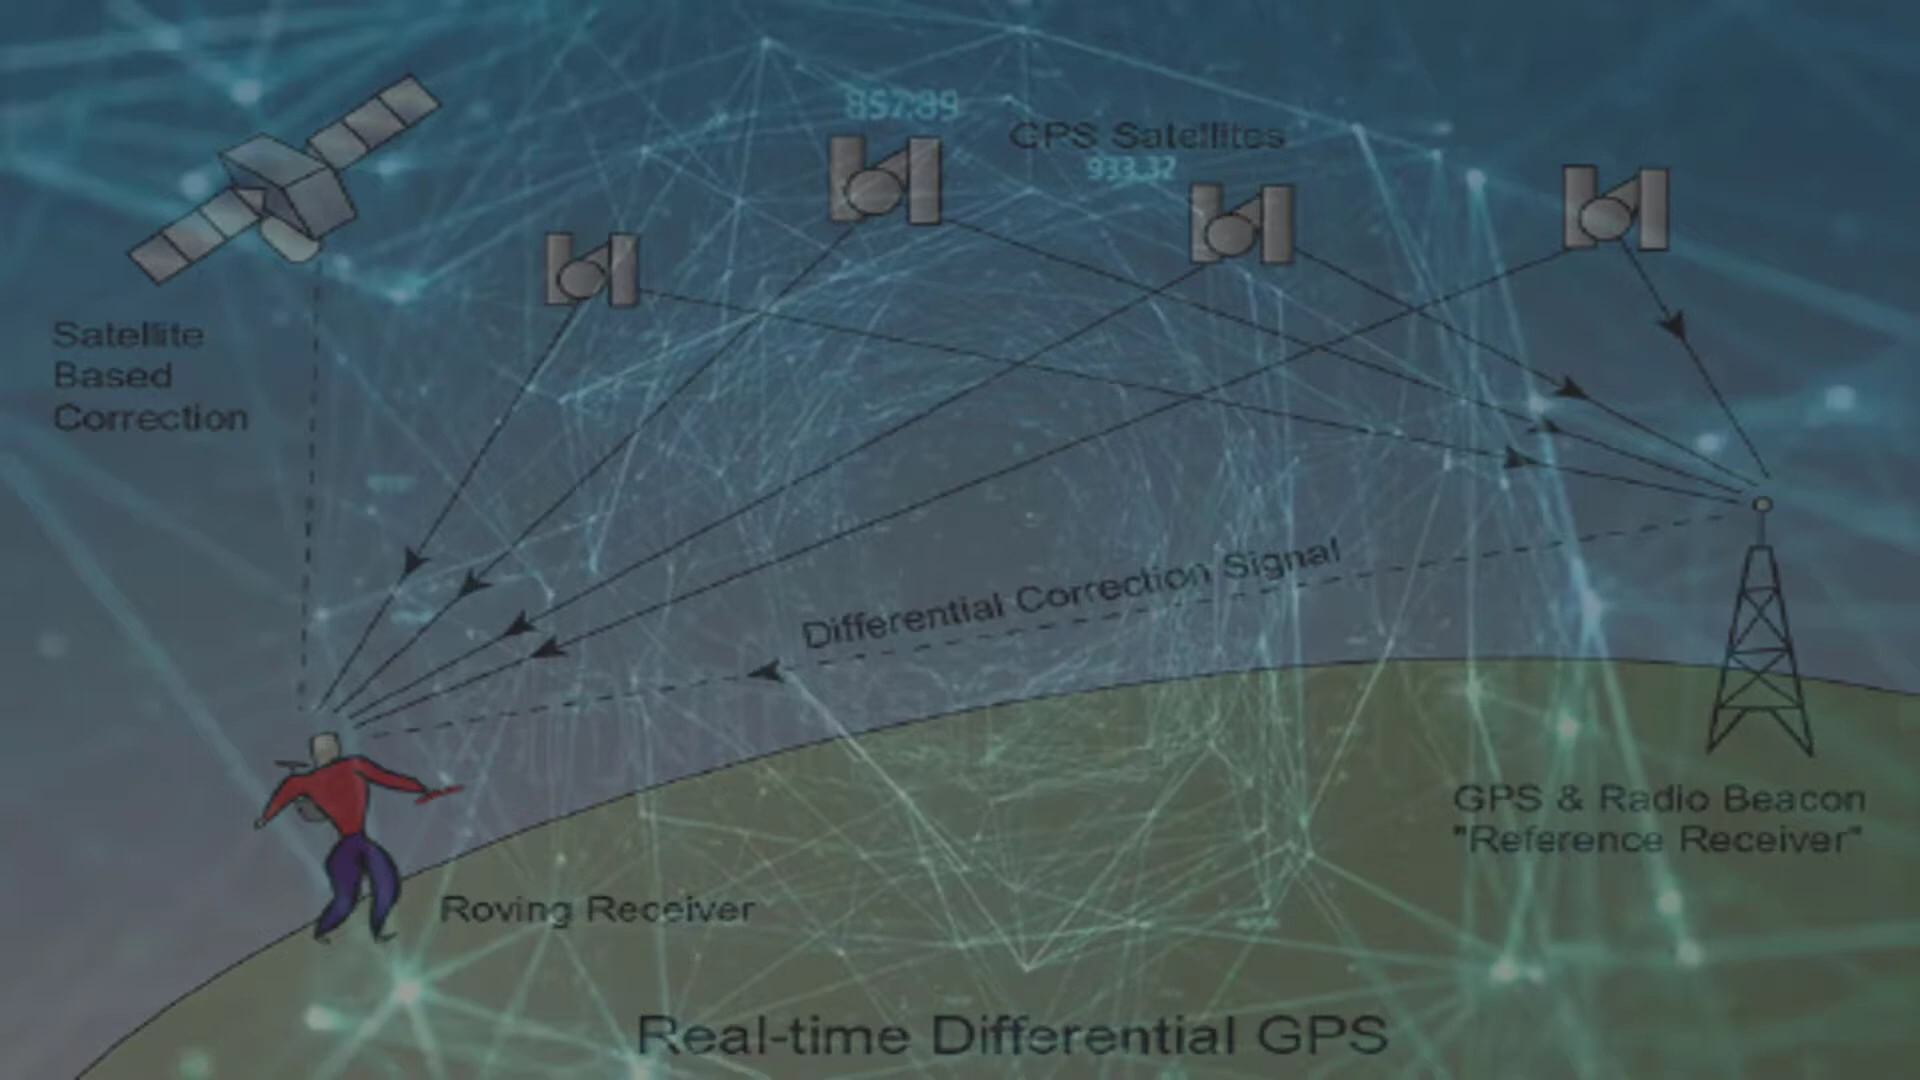 857.89
GPS Satellites
933.37
Satellite
Based
Correction
Differential Correction Signal
GPS & Radio Beacon
"Reference Receiver"
Roving Receiver
Real-time Differential GPS